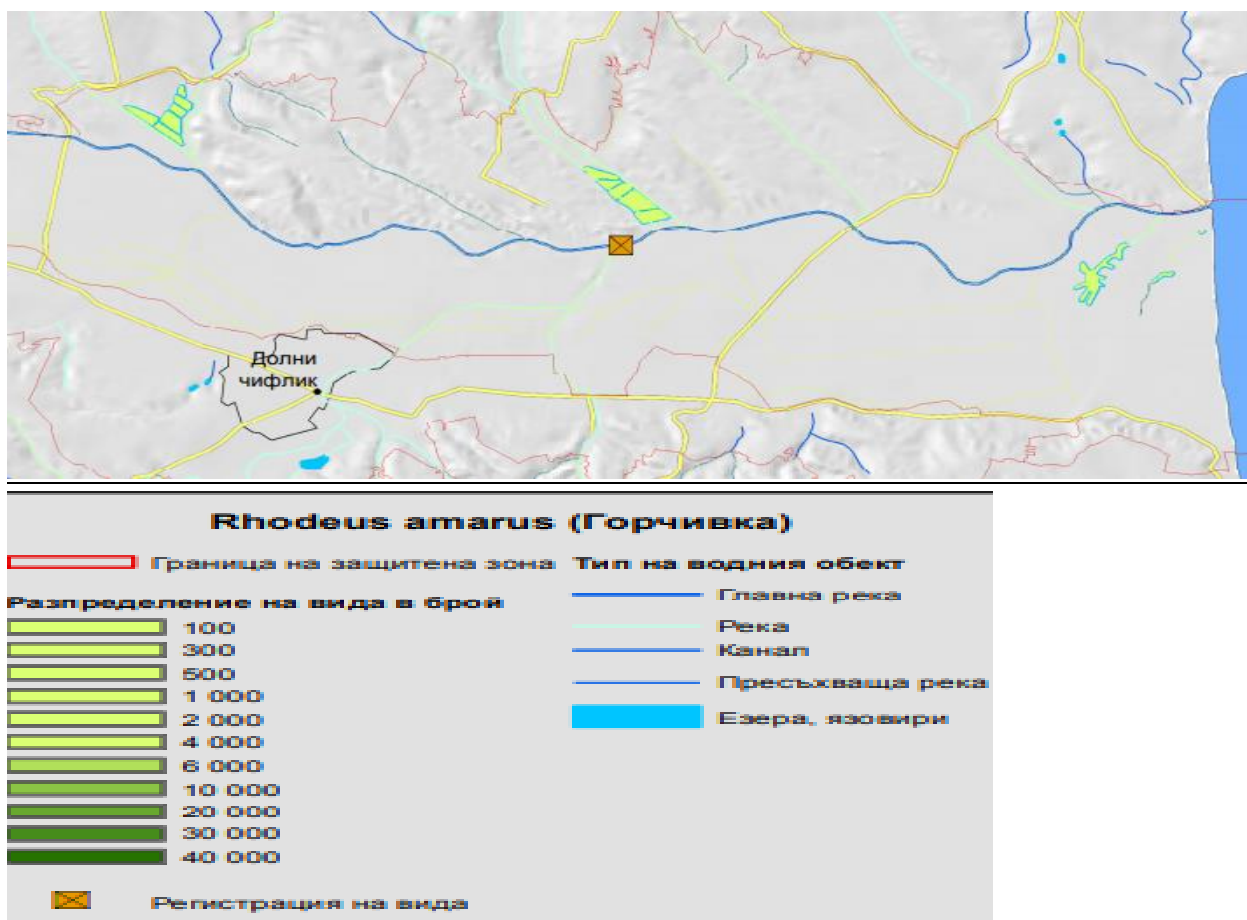 Долни
чифлик
Rhodeus amarus (Горчивка)
Граница на защитена зона
Разпределение на вида в брой
100
300
500
1 000
2 000
4 000
6 000
10 000
20 000
30 000
40 000
Регистрация на вида
Тип на водния обект
Главна река
Река
Канал
Пресъхваща река
Езера, язовири